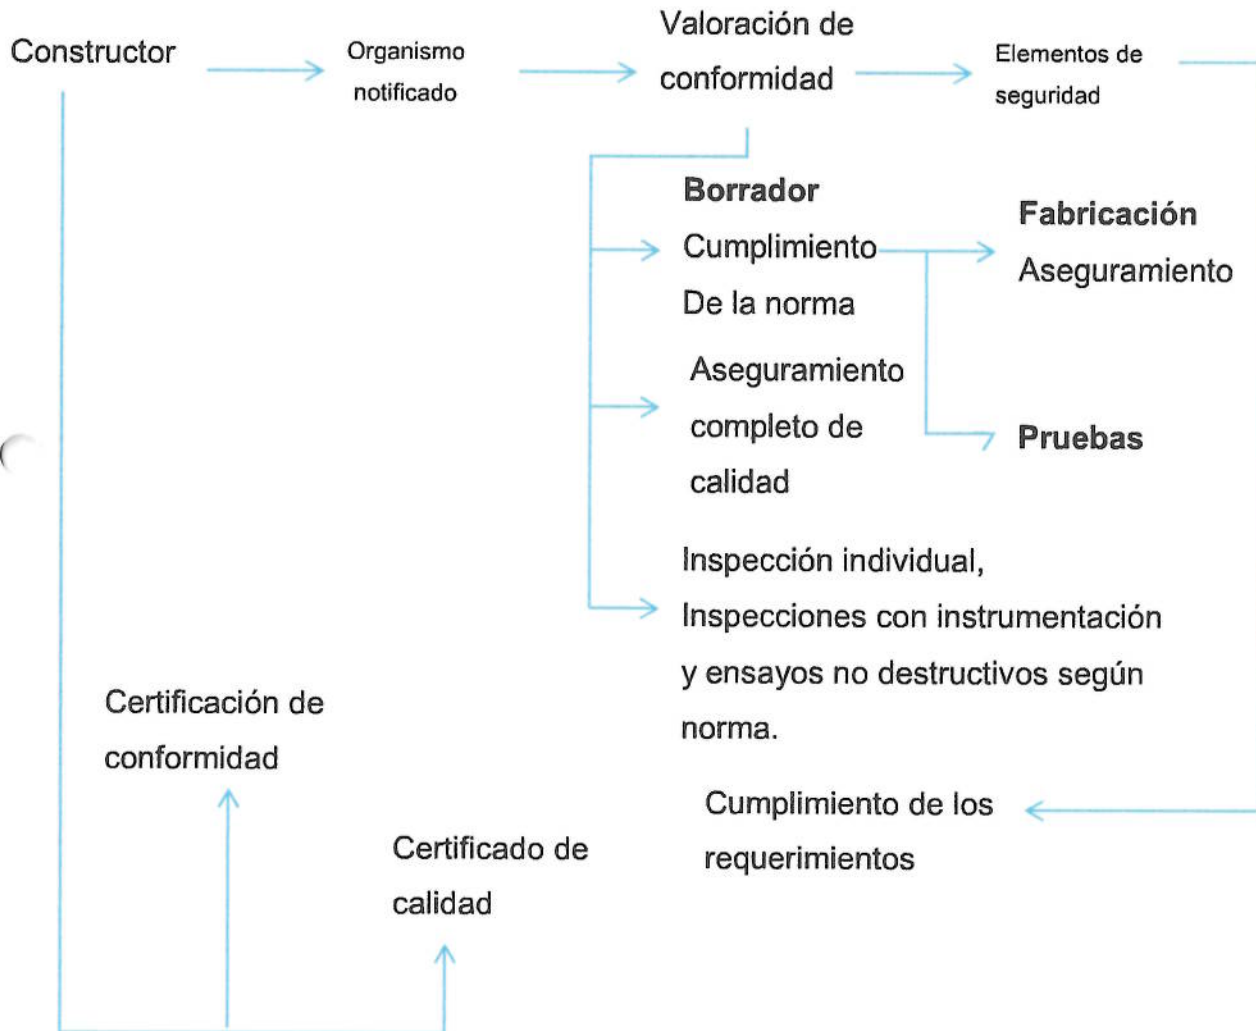 Constructor
Organismo
notificado
Valoración de
conformidad
Elementos de
seguridad
Borrador
Cumplimiento
De la norma
Fabricación
Aseguramiento
Aseguramiento
completo de
calidad
Pruebas
Inspección individual,
Inspecciones con instrumentación
y ensayos no destructivos según
norma.
Certificación de
conformidad
Cumplimiento de los
requerimientos
Certificado de
calidad